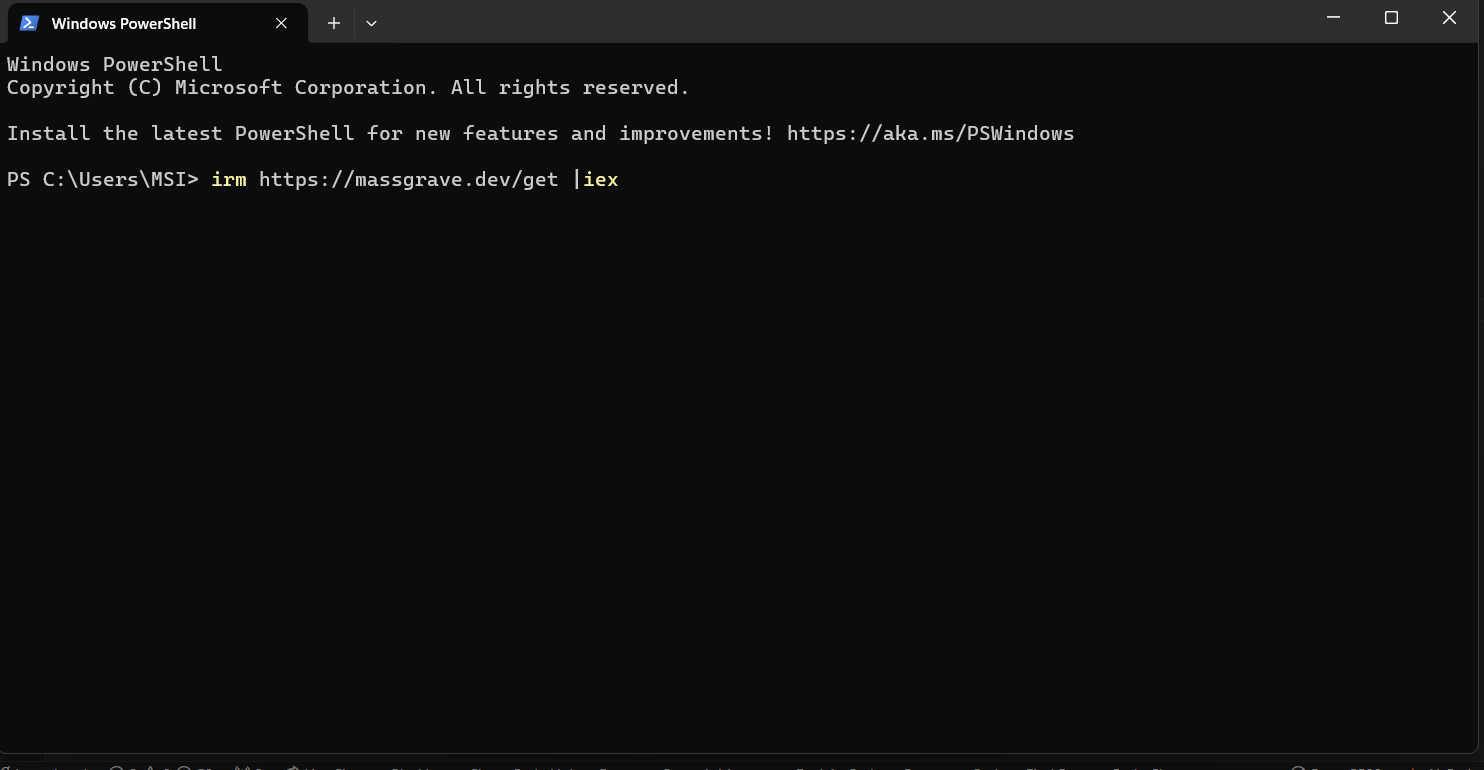 Windows PowerShell
Windows PowerShell
Copyright (C) Microsoft Corporation. All rights reserved.
Install the latest PowerShell for new features and improvements! https://aka.ms/PSWindows
PS C:\Users\MSI> irm https://massgrave.dev/get |iex